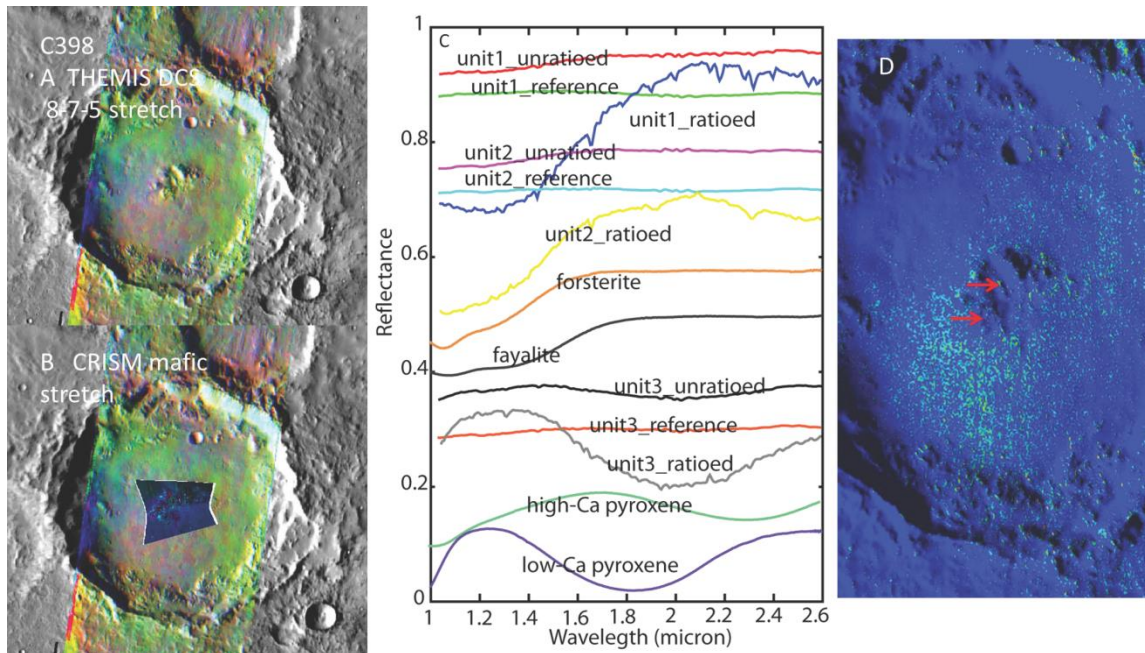 C398
A THEMIS DCS
8-7-5 stretch
B CRISM mafic
stretch
C
Reflectance
1
0.8
0.6
0.4
0.2
0
unit1_unratioed
unit1_reference
unit1_ratioed
unit2_unratioed
unit2_reference
unit2_ratioed
forsterite
fayalite
unit3_unratioed
unit3_reference
unit3_ratioed
high-Ca pyroxene
low-Ca pyroxene
1 1.2 1.4 1.6 1.8 2 2.2 2.4 2.6
Wavelegth (micron)
D